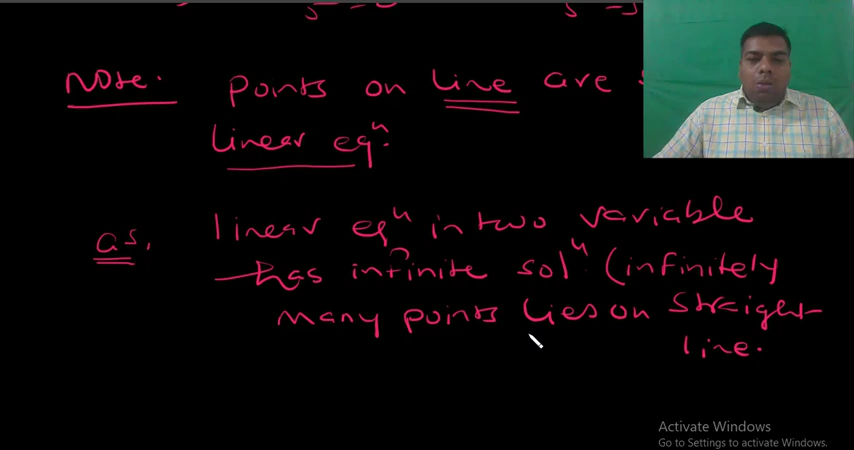 Note. points on line are
linear eqⁿ.
as, linear eqⁿ in two variable
has infinite solⁿ. (infinitely
many points lies on straight
line.
Activate Windows
Go to Settings to activate Windows.